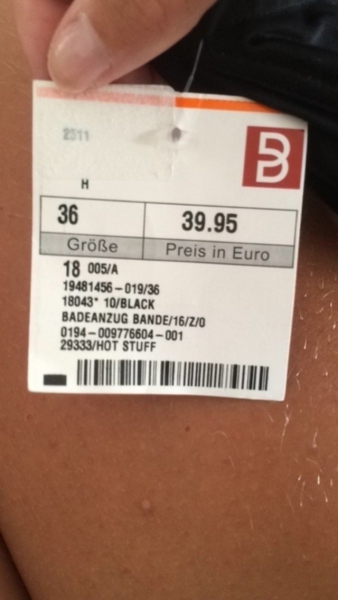 2511
B
H
36 39.95
Größe Preis in Euro
18 005/A
19481456-019/36
18043* 10/BLACK
BADEANZUG BANDE/16/Z/0
0194-009776604-001
29333/HOT STUFF